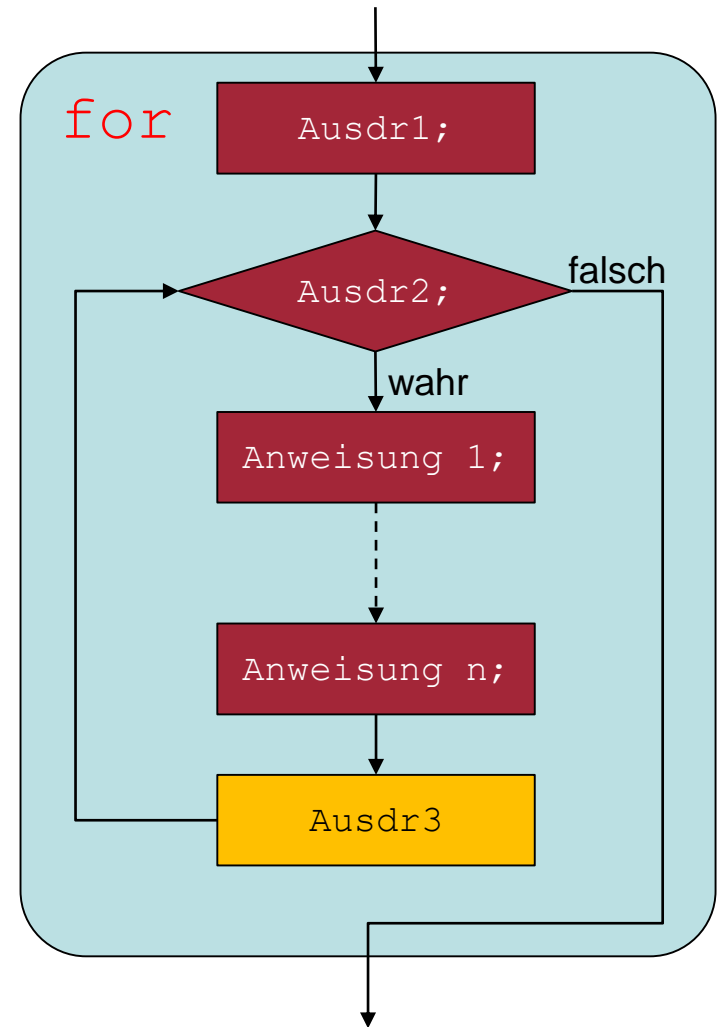 for
Ausdr1;
Ausdr2;
falsch
wahr
Anweisung 1;
Anweisung n;
Ausdr3